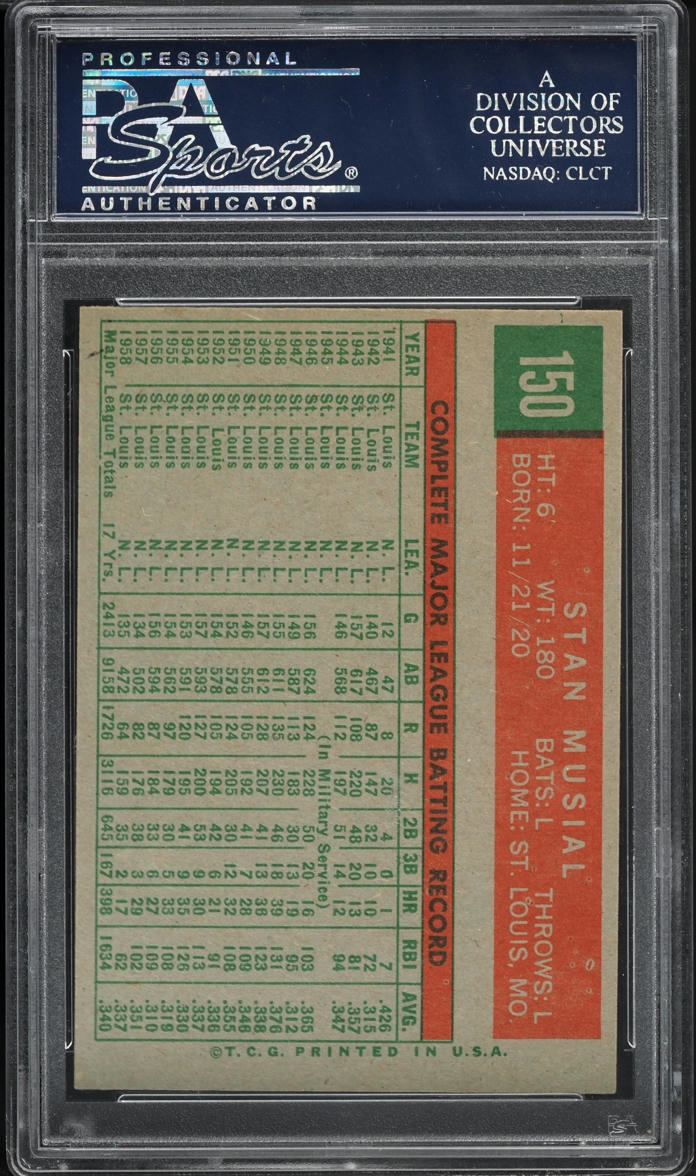 PROFESSIONAL
PSA
Sports®
AUTHENTICATOR
A
DIVISION OF
COLLECTORS
UNIVERSE
NASDAQ: CLCT
150
STAN MUSIAL
HT: 6' WT: 180 BATS: L THROWS: L
BORN: 11/21/20 HOME: ST. LOUIS, MO.
COMPLETE MAJOR LEAGUE BATTING RECORD
YEAR TEAM LEA. G AB R H 2B 3B HR RBI AVG.
1941 St. Louis N. L. 12 47 8 20 4 0 1 7 .426
1942 St. Louis N. L. 140 467 87 147 32 10 10 72 .315
1943 St. Louis N. L. 157 617 108 220 48 20 13 81 .357
1944 St. Louis N. L. 146 568 112 197 51 14 12 94 .347
1945 St. Louis N. L. (In Military Service)
1946 St. Louis N. L. 156 624 124 228 50 20 16 103 .365
1947 St. Louis N. L. 149 587 113 183 30 13 19 95 .312
1948 St. Louis N. L. 155 611 135 230 46 18 39 131 .376
1949 St. Louis N. L. 157 612 128 207 41 13 36 123 .338
1950 St. Louis N. L. 146 555 105 192 41 7 28 109 .346
1951 St. Louis N. L. 152 578 124 205 30 12 32 108 .355
1952 St. Louis N. L. 154 578 105 194 42 6 21 91 .336
1953 St. Louis N. L. 157 593 127 200 53 9 30 113 .337
1954 St. Louis N. L. 153 591 120 195 41 9 35 126 .330
1955 St. Louis N. L. 154 562 97 179 30 5 33 108 .319
1956 St. Louis N. L. 156 594 87 184 33 6 27 109 .310
1957 St. Louis N. L. 134 502 82 176 38 3 29 102 .351
1958 St. Louis N. L. 135 472 64 159 35 2 17 62 .337
Major League Totals 17 Yrs. 2413 9158 1726 3116 645 167 398 1634 .340
©T.C.G. PRINTED IN U.S.A.